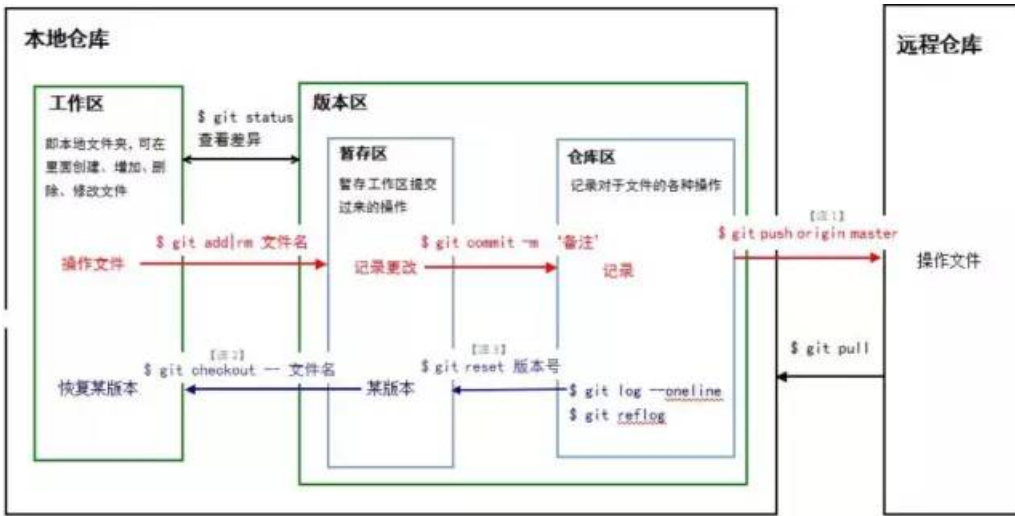 本地仓库
远程仓库
工作区
即本地文件夹,可在
里面创建、增加、删
除、修改文件
$ git status
查看差异
版本区
暂存区
暂存工作区提交
过来的操作
仓库区
记录对于文件的各种操作
操作文件
$ git add|rm 文件名
记录更改
$ git commit -m '备注'
记录
【注1】
$ git push origin master
操作文件
恢复某版本
【注2】
$ git checkout -- 文件名
某版本
【注3】
$ git reset 版本号
$ git log --oneline
$ git reflog
$ git pull